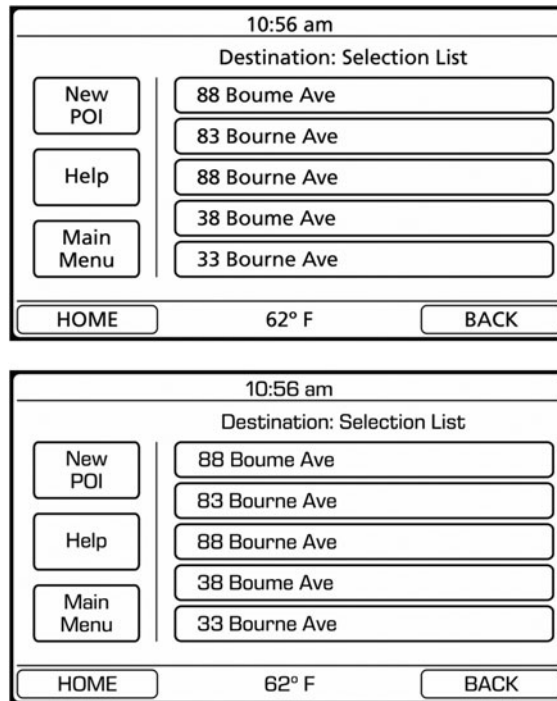 10:56 am
Destination: Selection List
New
POI
Help
Main
Menu
88 Boume Ave
83 Bourne Ave
88 Bourne Ave
38 Boume Ave
33 Bourne Ave
HOME
62° F
BACK
10:56 am
Destination: Selection List
New
POI
Help
Main
Menu
88 Boume Ave
83 Bourne Ave
88 Bourne Ave
38 Boume Ave
33 Bourne Ave
HOME
62° F
BACK